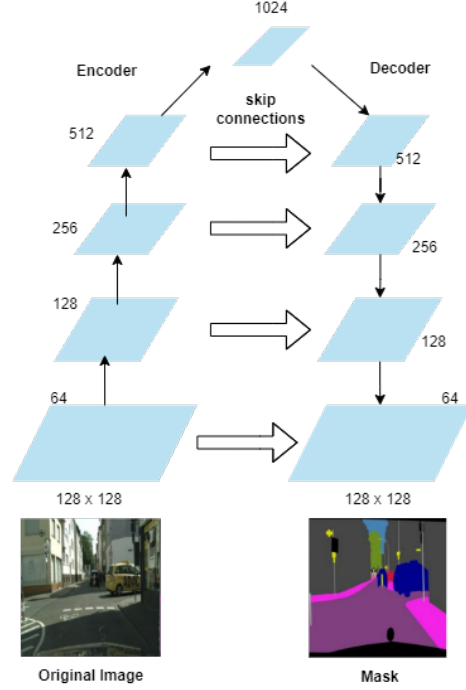 1024
Encoder
Decoder
skip
connections
512
512
256
256
128
128
64
64
128 x 128
128 x 128
Original Image
Mask